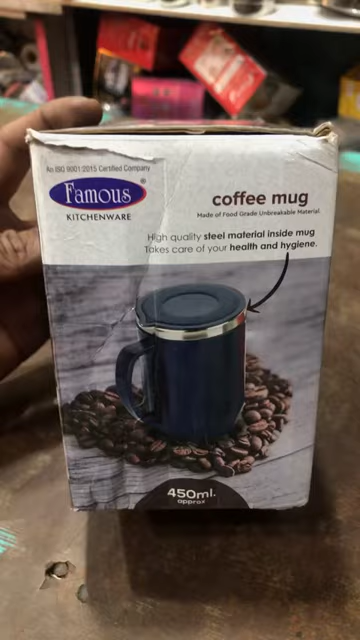 An ISO 9001:2015 Certified Company
Famous®
KITCHENWARE
coffee mug
Made of Food Grade Unbreakable Material.
High quality steel material inside mug
Takes care of your health and hygiene.
450ml.
approx